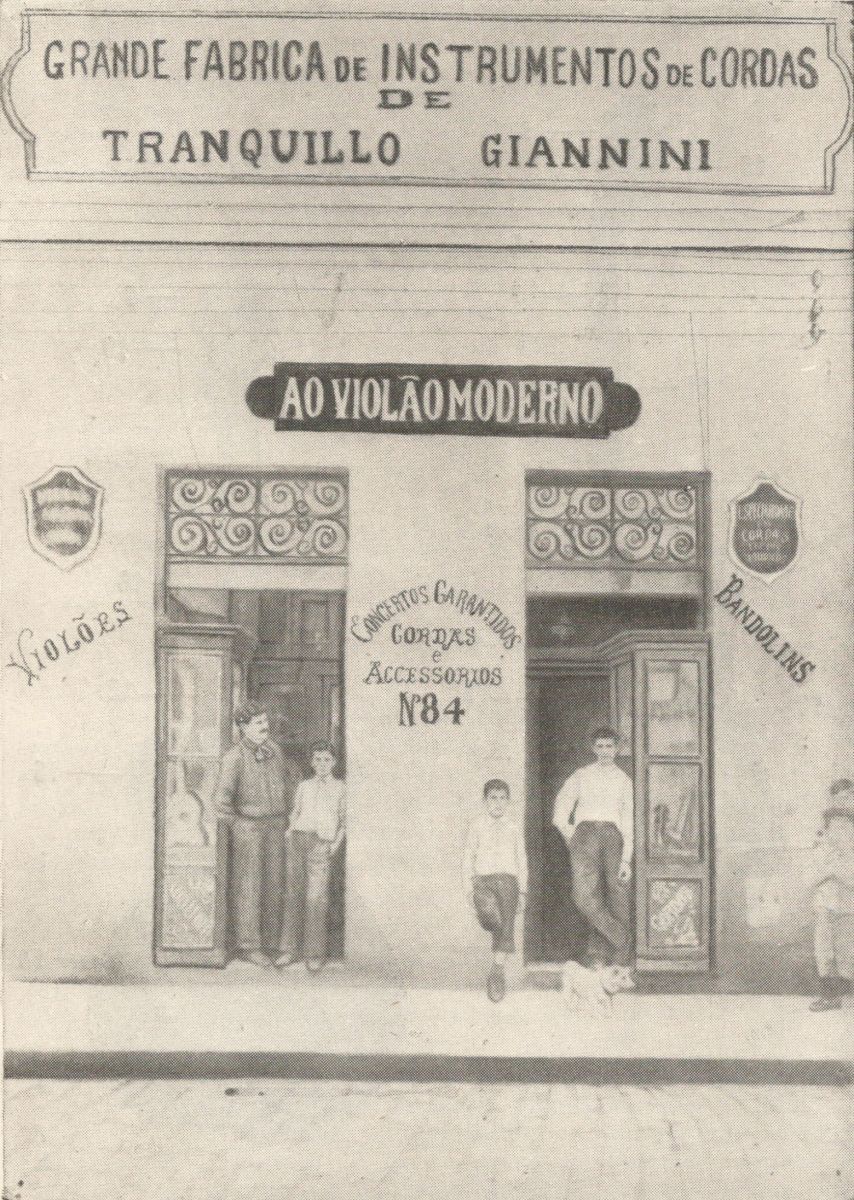 GRANDE FABRICA DE INSTRUMENTOS DE CORDAS
DE
TRANQUILLO GIANNINI
AO VIOLÃO MODERNO
VIOLÕES
CONCERTOS GARANTIDOS
CORDAS
e
ACCESSORIOS
Nº84
BANDOLINS
CORDAS